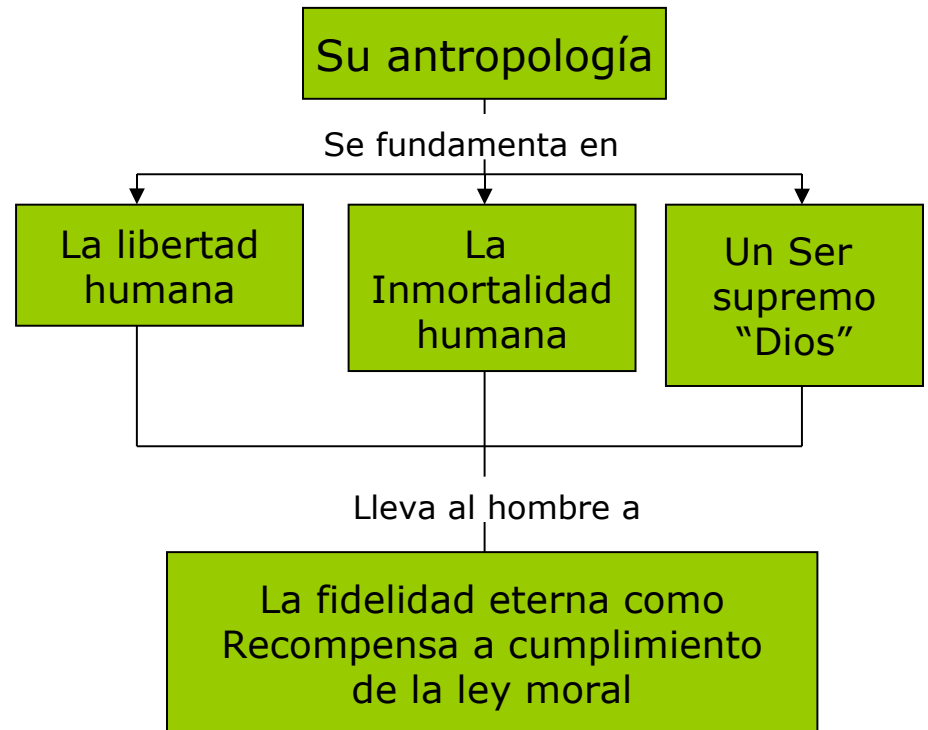 Su antropología
Se fundamenta en
La libertad
humana
La
Inmortalidad
humana
Un Ser
supremo
“Dios”
Lleva al hombre a
La fidelidad eterna como
Recompensa a cumplimiento
de la ley moral